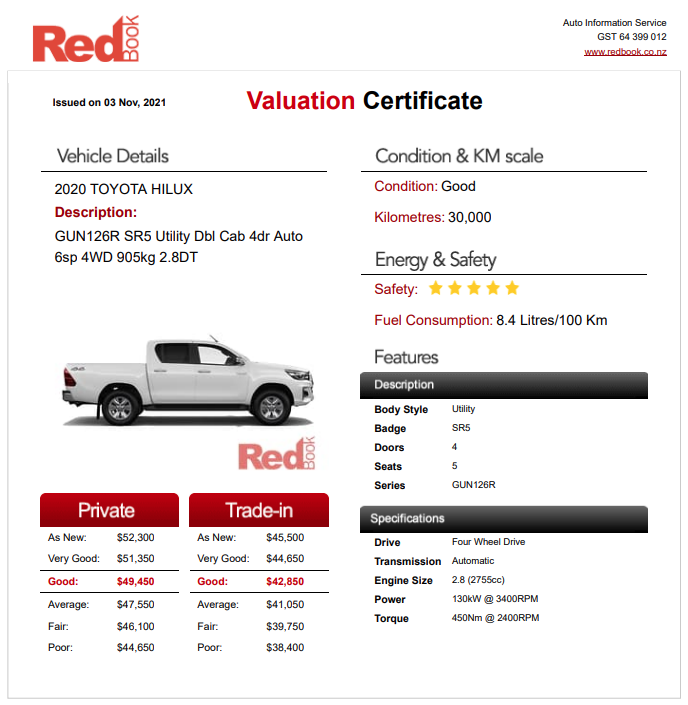 Red Book
Auto Information Service
GST 64 399 012
www.redbook.co.nz
Issued on 03 Nov, 2021
Valuation Certificate
Vehicle Details
2020 TOYOTA HILUX
Description:
GUN126R SR5 Utility Dbl Cab 4dr Auto
6sp 4WD 905kg 2.8DT
4x4
Red Book
Private
As New: $52,300
Very Good: $51,350
Good: $49,450
Average: $47,550
Fair: $46,100
Poor: $44,650
Trade-in
As New: $45,500
Very Good: $44,650
Good: $42,850
Average: $41,050
Fair: $39,750
Poor: $38,400
Condition & KM scale
Condition: Good
Kilometres: 30,000
Energy & Safety
Safety:
Fuel Consumption: 8.4 Litres/100 Km
Features
Description
Body Style Utility
Badge SR5
Doors 4
Seats 5
Series GUN126R
Specifications
Drive Four Wheel Drive
Transmission Automatic
Engine Size 2.8 (2755cc)
Power 130kW @ 3400RPM
Torque 450Nm @ 2400RPM